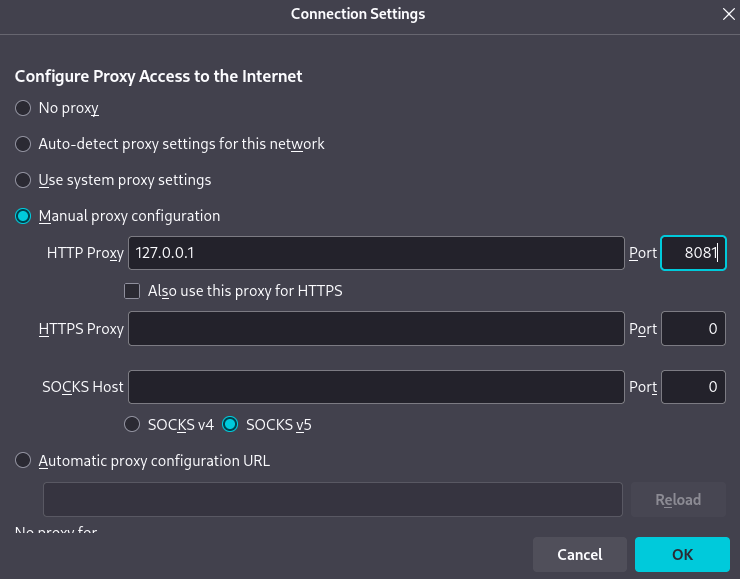 Connection Settings
Configure Proxy Access to the Internet
No proxy
Auto-detect proxy settings for this network
Use system proxy settings
Manual proxy configuration
HTTP Proxy 127.0.0.1 Port 8081
Also use this proxy for HTTPS
HTTPS Proxy Port 0
SOCKS Host Port 0
SOCKS v4 SOCKS v5
Automatic proxy configuration URL
Reload
No proxy for
Cancel OK